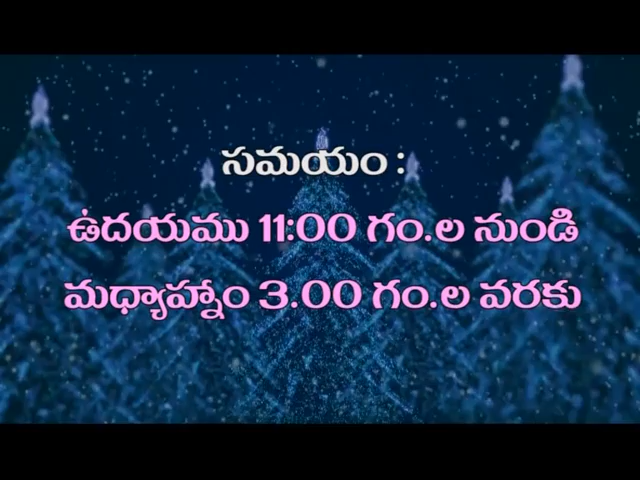 సమయం :
ఉదయము 11:00 గం.ల నుండి
మధ్యాహ్నాం 3.00 గం.ల వరకు